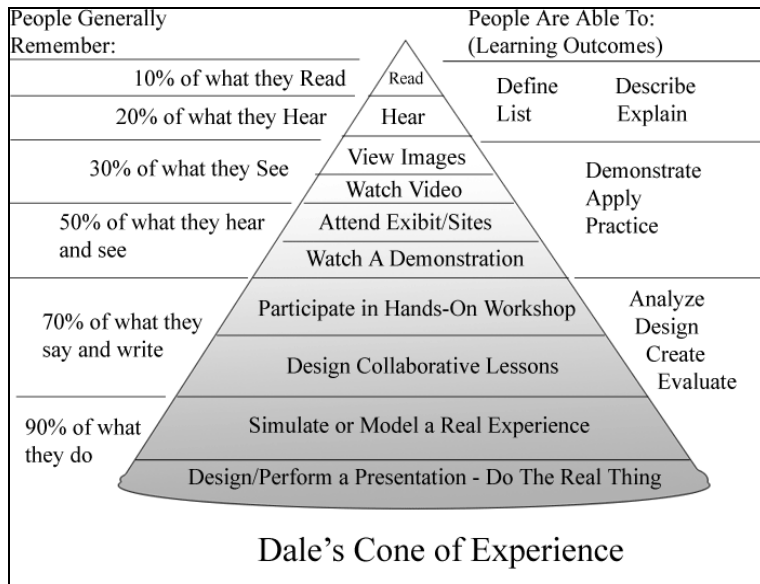 People Generally
Remember:
10% of what they Read
20% of what they Hear
30% of what they See
50% of what they hear
and see
70% of what they
say and write
90% of what
they do
Read
Hear
View Images
Watch Video
Attend Exibit/Sites
Watch A Demonstration
Participate in Hands-On Workshop
Design Collaborative Lessons
Simulate or Model a Real Experience
Design/Perform a Presentation - Do The Real Thing
People Are Able To:
(Learning Outcomes)
Define Describe
List Explain
Demonstrate
Apply
Practice
Analyze
Design
Create
Evaluate
Dale's Cone of Experience